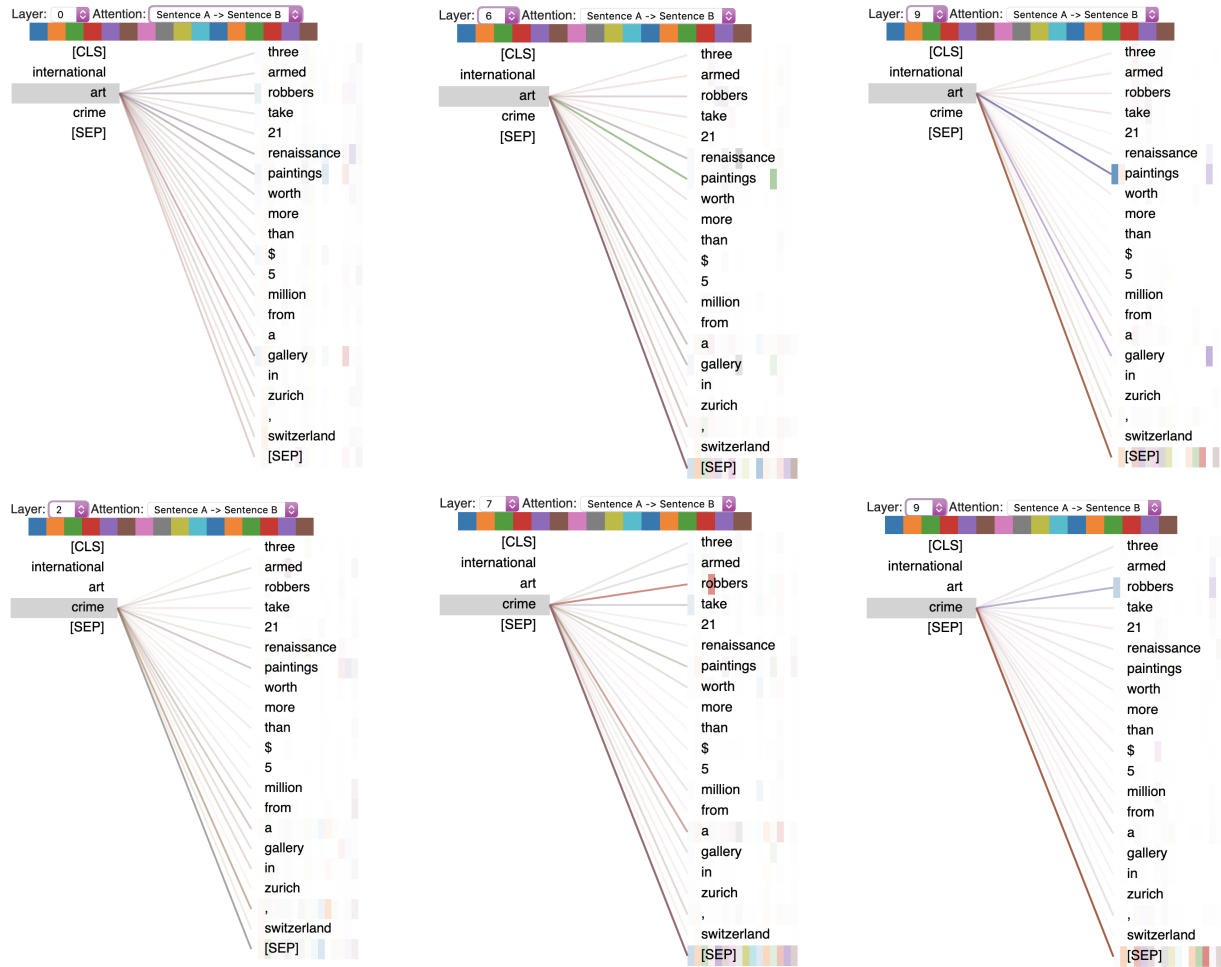 Layer: 0 Attention: Sentence A -> Sentence B
[CLS]
international
art
crime
[SEP]
three
armed
robbers
take
21
renaissance
paintings
worth
more
than
$
5
million
from
a
gallery
in
zurich
,
switzerland
[SEP]
Layer: 6 Attention: Sentence A -> Sentence B
[CLS]
international
art
crime
[SEP]
three
armed
robbers
take
21
renaissance
paintings
worth
more
than
$
5
million
from
a
gallery
in
zurich
,
switzerland
[SEP]
Layer: 9 Attention: Sentence A -> Sentence B
[CLS]
international
art
crime
[SEP]
three
armed
robbers
take
21
renaissance
paintings
worth
more
than
$
5
million
from
a
gallery
in
zurich
,
switzerland
[SEP]
Layer: 2 Attention: Sentence A -> Sentence B
[CLS]
international
art
crime
[SEP]
three
armed
robbers
take
21
renaissance
paintings
worth
more
than
$
5
million
from
a
gallery
in
zurich
,
switzerland
[SEP]
Layer: 7 Attention: Sentence A -> Sentence B
[CLS]
international
art
crime
[SEP]
three
armed
robbers
take
21
renaissance
paintings
worth
more
than
$
5
million
from
a
gallery
in
zurich
,
switzerland
[SEP]
Layer: 9 Attention: Sentence A -> Sentence B
[CLS]
international
art
crime
[SEP]
three
armed
robbers
take
21
renaissance
paintings
worth
more
than
$
5
million
from
a
gallery
in
zurich
,
switzerland
[SEP]